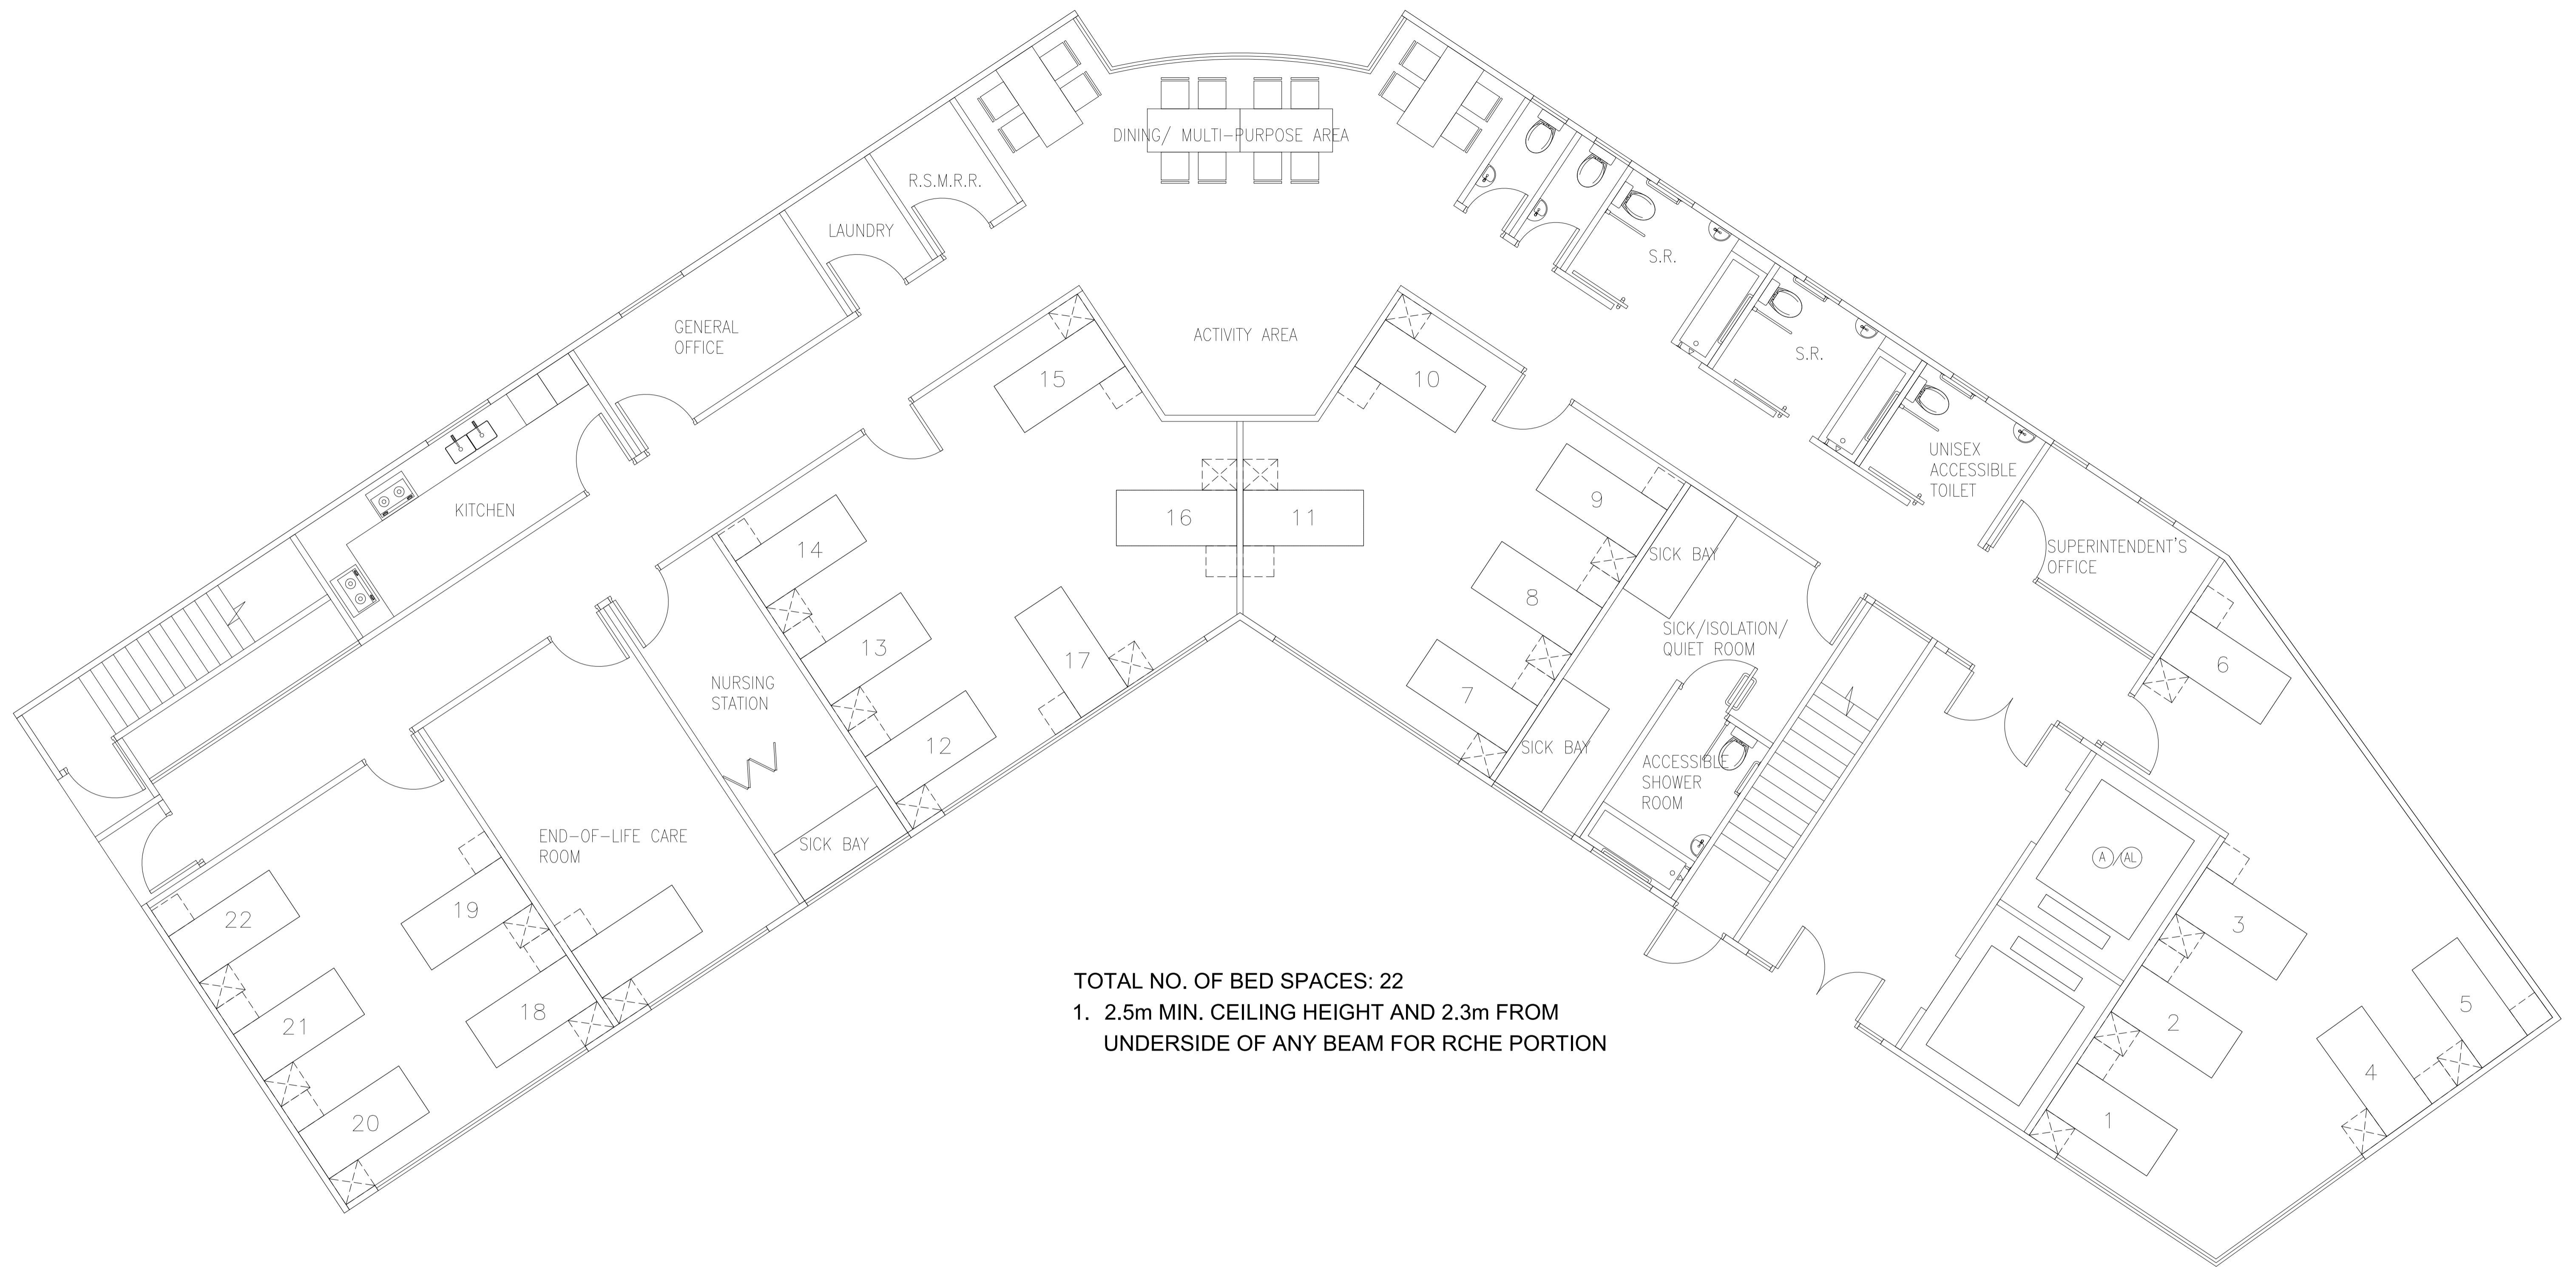 DINING/ MULTI-PURPOSE AREA
R.S.M.R.R.
LAUNDRY
S.R.
GENERAL
OFFICE
ACTIVITY AREA
S.R.
15
10
UNISEX
ACCESSIBLE
TOILET
KITCHEN
9
16
11
14
SICK BAY
SUPERINTENDENT'S
OFFICE
8
SICK/ISOLATION/
QUIET ROOM
13
17
6
NURSING
STATION
7
12
SICK BAY
ACCESSIBLE
SHOWER
ROOM
END-OF-LIFE CARE
ROOM
SICK BAY
A/AL
22
19
3
18
21
2
5
4
20
1
TOTAL NO. OF BED SPACES: 22
1. 2.5m MIN. CEILING HEIGHT AND 2.3m FROM
UNDERSIDE OF ANY BEAM FOR RCHE PORTION